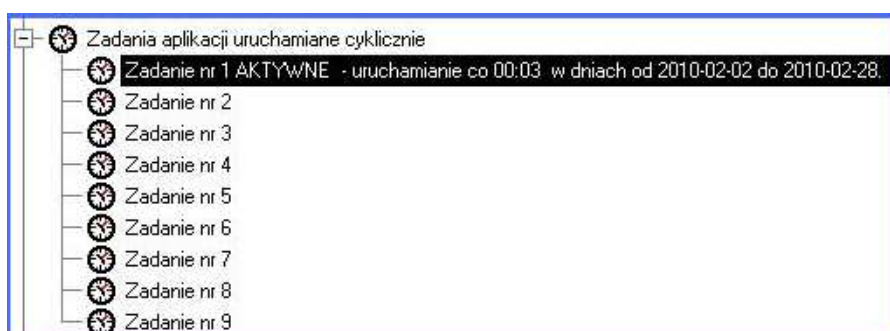 Zadania aplikacji uruchamiane cyklicznie
Zadanie nr 1 AKTYWNE - uruchamianie co 00:03 w dniach od 2010-02-02 do 2010-02-28.
Zadanie nr 2
Zadanie nr 3
Zadanie nr 4
Zadanie nr 5
Zadanie nr 6
Zadanie nr 7
Zadanie nr 8
Zadanie nr 9